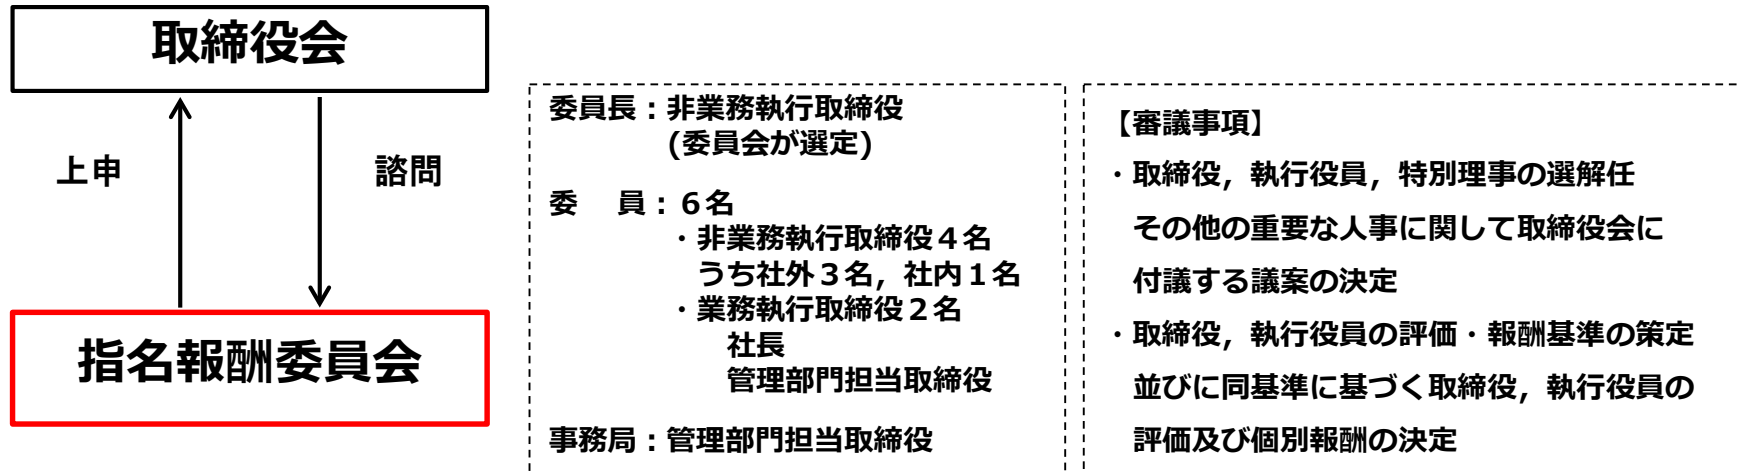 取締役会
上申
諮問
指名報酬委員会
委員長：非業務執行取締役
(委員会が選定)
委　員：６名
・非業務執行取締役４名
うち社外３名，社内１名
・業務執行取締役２名
社長
管理部門担当取締役
事務局：管理部門担当取締役
【審議事項】
・取締役，執行役員，特別理事の選解任
その他の重要な人事に関して取締役会に
付議する議案の決定
・取締役，執行役員の評価・報酬基準の策定
並びに同基準に基づく取締役，執行役員の
評価及び個別報酬の決定